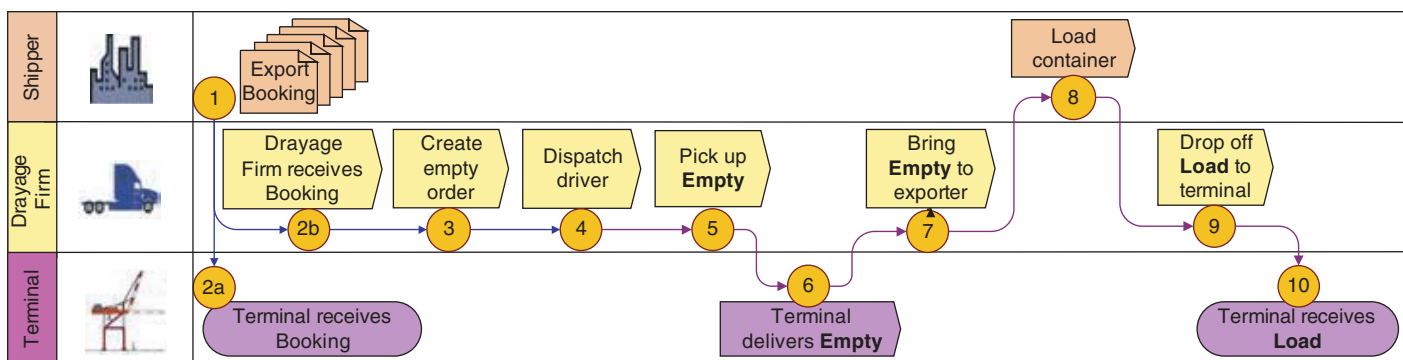 Shipper
Export
Booking
1
Load
container
8
Drayage
Firm
Drayage
Firm receives
Booking
2b
Create
empty
order
3
Dispatch
driver
4
Pick up
Empty
5
Bring
Empty to
exporter
7
Drop off
Load to
terminal
9
Terminal
2a
Terminal receives
Booking
6
Terminal
delivers Empty
10
Terminal receives
Load